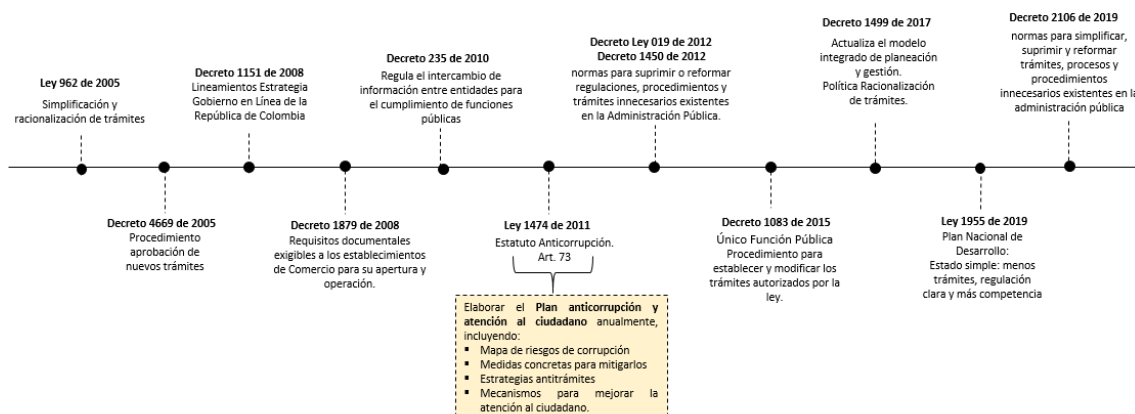 Ley 962 de 2005
Simplificación y
racionalización de trámites
Decreto 4669 de 2005
Procedimiento
aprobación de
nuevos trámites
Decreto 1151 de 2008
Lineamientos Estrategia
Gobierno en Línea de la
República de Colombia
Decreto 1879 de 2008
Requisitos documentales
exigibles a los establecimientos
de Comercio para su apertura y
operación.
Decreto 235 de 2010
Regula el intercambio de
información entre entidades para
el cumplimiento de funciones
públicas
Ley 1474 de 2011
Estatuto Anticorrupción.
Art. 73
Elaborar el Plan anticorrupción y
atención al ciudadano anualmente,
incluyendo:
▪ Mapa de riesgos de corrupción
▪ Medidas concretas para mitigarlos
▪ Estrategias antitrámites
▪ Mecanismos para mejorar la
atención al ciudadano.
Decreto Ley 019 de 2012
Decreto 1450 de 2012
normas para suprimir o reformar
regulaciones, procedimientos y
trámites innecesarios existentes
en la Administración Pública.
Decreto 1083 de 2015
Único Función Pública
Procedimiento para
establecer y modificar los
trámites autorizados por la
ley.
Decreto 1499 de 2017
Actualiza el modelo
integrado de planeación
y gestión.
Política Racionalización
de trámites.
Ley 1955 de 2019
Plan Nacional de
Desarrollo:
Estado simple: menos
trámites, regulación
clara y más competencia
Decreto 2106 de 2019
normas para simplificar,
suprimir y reformar
trámites, procesos y
procedimientos
innecesarios existentes en la
administración pública